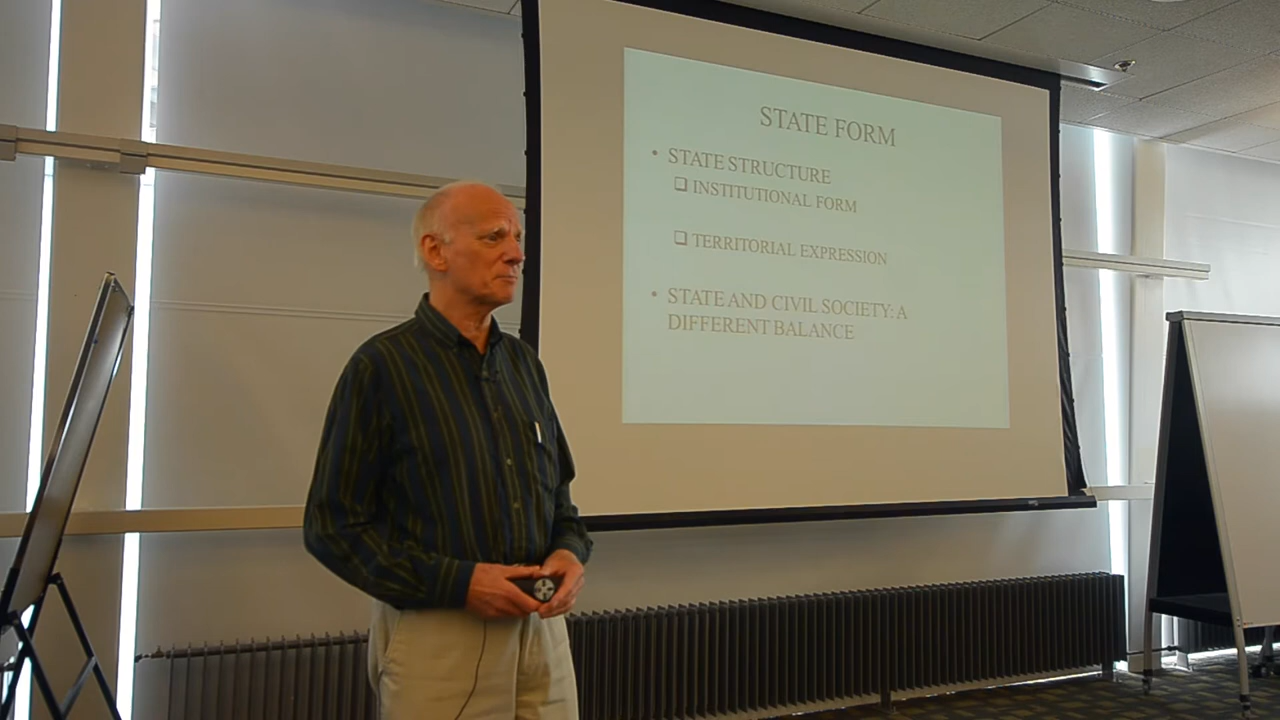 STATE FORM
• STATE STRUCTURE
❑ INSTITUTIONAL FORM
❑ TERRITORIAL EXPRESSION
• STATE AND CIVIL SOCIETY: A
DIFFERENT BALANCE